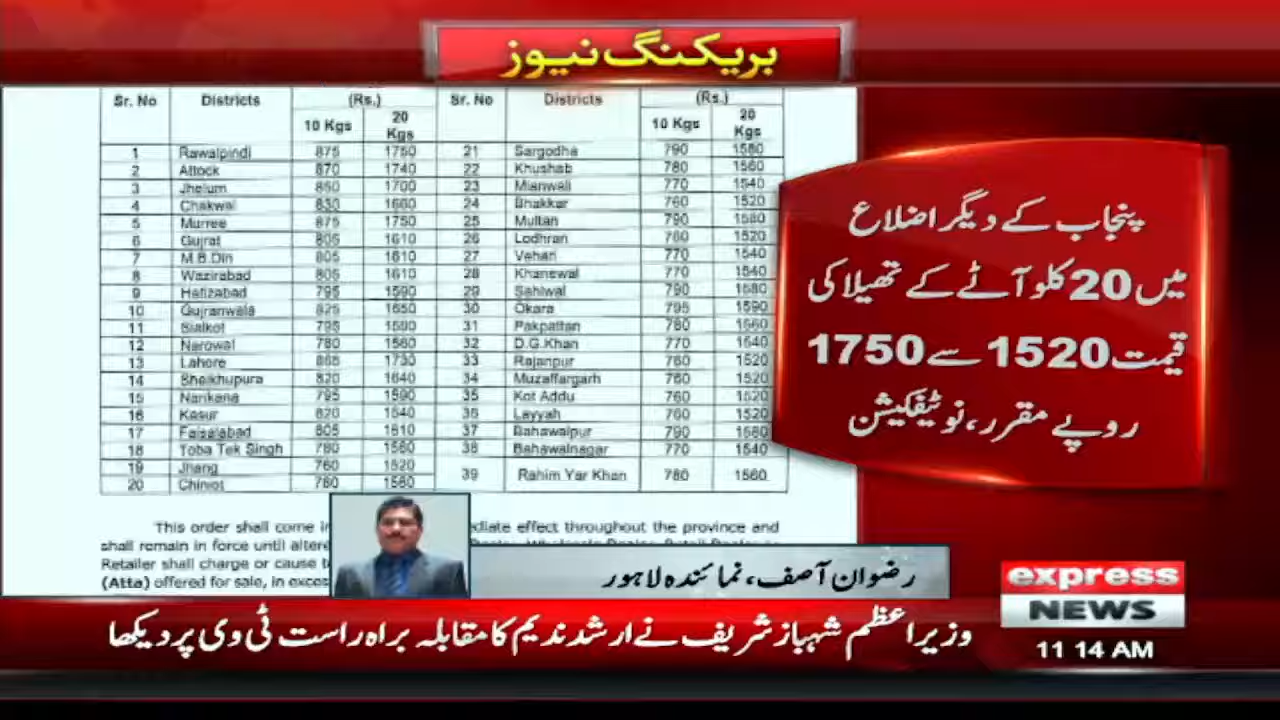 بریکنگ نیوز
Sr. No Districts (Rs.) Sr. No Districts (Rs.)
10 Kgs 20 Kgs 10 Kgs 20 Kgs
1 Rawalpindi 875 1750 21 Sargodha 790 1580
2 Attock 870 1740 22 Khushab 780 1560
3 Jhelum 850 1700 23 Mianwali 770 1540
4 Chakwal 830 1660 24 Bhakkar 760 1520
5 Murree 875 1750 25 Multan 790 1580
6 Gujrat 805 1610 26 Lodhran 760 1520
7 M.B.Din 805 1610 27 Vehari 770 1540
8 Wazirabad 805 1610 28 Khanewal 770 1540
9 Hafizabad 795 1590 29 Sahiwal 790 1580
10 Gujranwala 825 1650 30 Okara 795 1590
11 Sialkot 795 1590 31 Pakpattan 780 1560
12 Narowal 780 1560 32 D.G.Khan 770 1540
13 Lahore 865 1730 33 Rajanpur 760 1520
14 Sheikhupura 820 1640 34 Muzaffargarh 760 1520
15 Nankana 795 1590 35 Kot Addu 760 1520
16 Kasur 820 1640 36 Layyah 760 1520
17 Faisalabad 805 1610 37 Bahawalpur 790 1580
18 Toba Tek Singh 780 1560 38 Bahawalnagar 770 1540
19 Jhang 760 1520 39 Rahim Yar Khan 780 1560
20 Chiniot 780 1560
This order shall come in diate effect throughout the province and
shall remain in force until altere
Retailer shall charge or cause t
(Atta) offered for sale, in exces
پنجاب کے دیگر اضلاع
میں 20 کلو آٹے کے تھیلا کی
قیمت 1520 سے 1750
روپے مقرر، نوٹیفکیشن
رضوان آصف، نمائندہ لاہور
وزیراعظم شہباز شریف نے ارشد ندیم کا مقابلہ براہ راست ٹی وی پر دیکھا
express
NEWS
11 14 AM